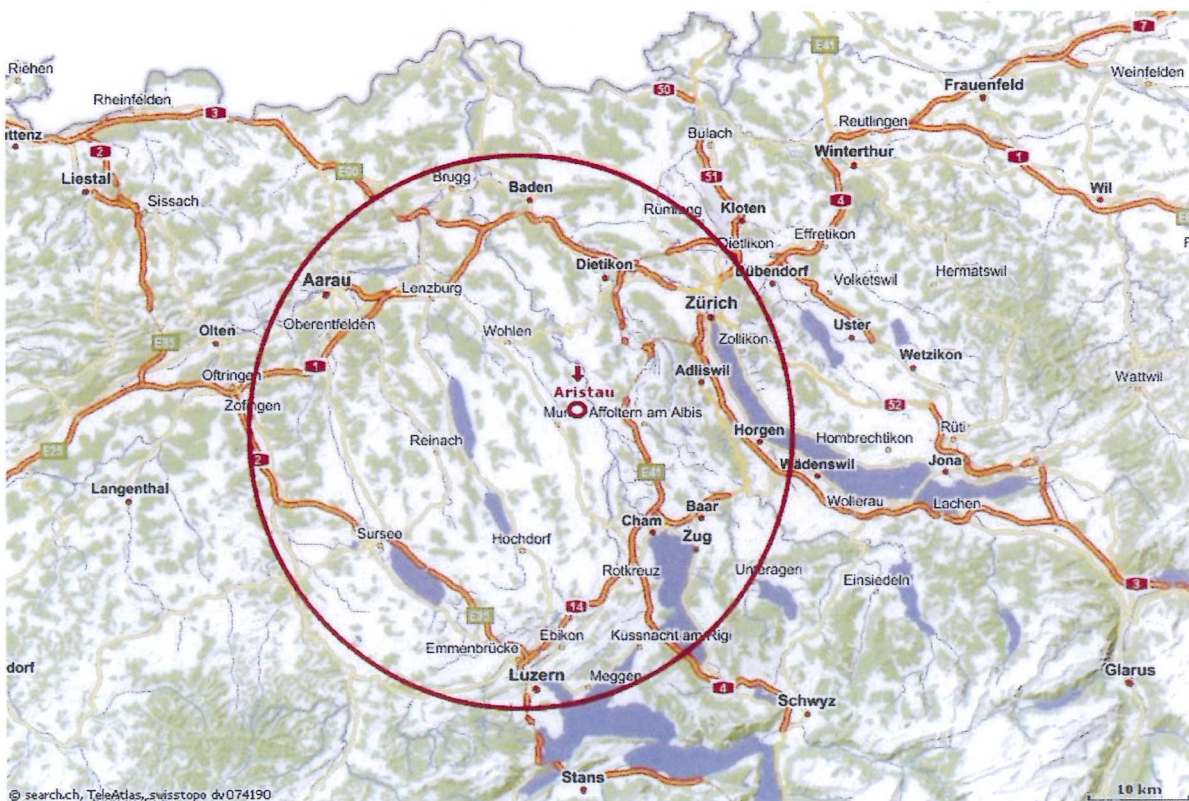 7
50
E41
Riehen
Weinfelden
Rheinfelden
3
Frauenfeld
Reutlingen
ttenz
2
Bülach
Winterthur
1
Liestal
E60
51
Brugg
Baden
4
Wil
Sissach
Rümlang
Kloten
Effretikon
Dietlikon
Dietikon
Dübendorf
Hermatswil
Aarau
Lenzburg
Volketswil
Zürich
Oberentfelden
Olten
Wohlen
Zollikon
Uster
E35
Wetzikon
1
Oftringen
Adliswil
Wattwil
Aristau
Zofingen
Affoltern am Albis
52
Rüti
Reinach
Horgen
Hombrechtikon
E25
2
E41
Wädenswil
Jona
Langenthal
Wollerau
Lachen
Baar
Cham
Sursee
Hochdorf
Zug
Rotkreuz
Unterägeri
Einsiedeln
3
14
E35
Ebikon
Küssnacht am Rigi
Emmenbrücke
dorf
Luzern
Meggen
4
Glarus
Schwyz
Stans
10 km
© search.ch, TeleAtlas, swisstopo dv074190